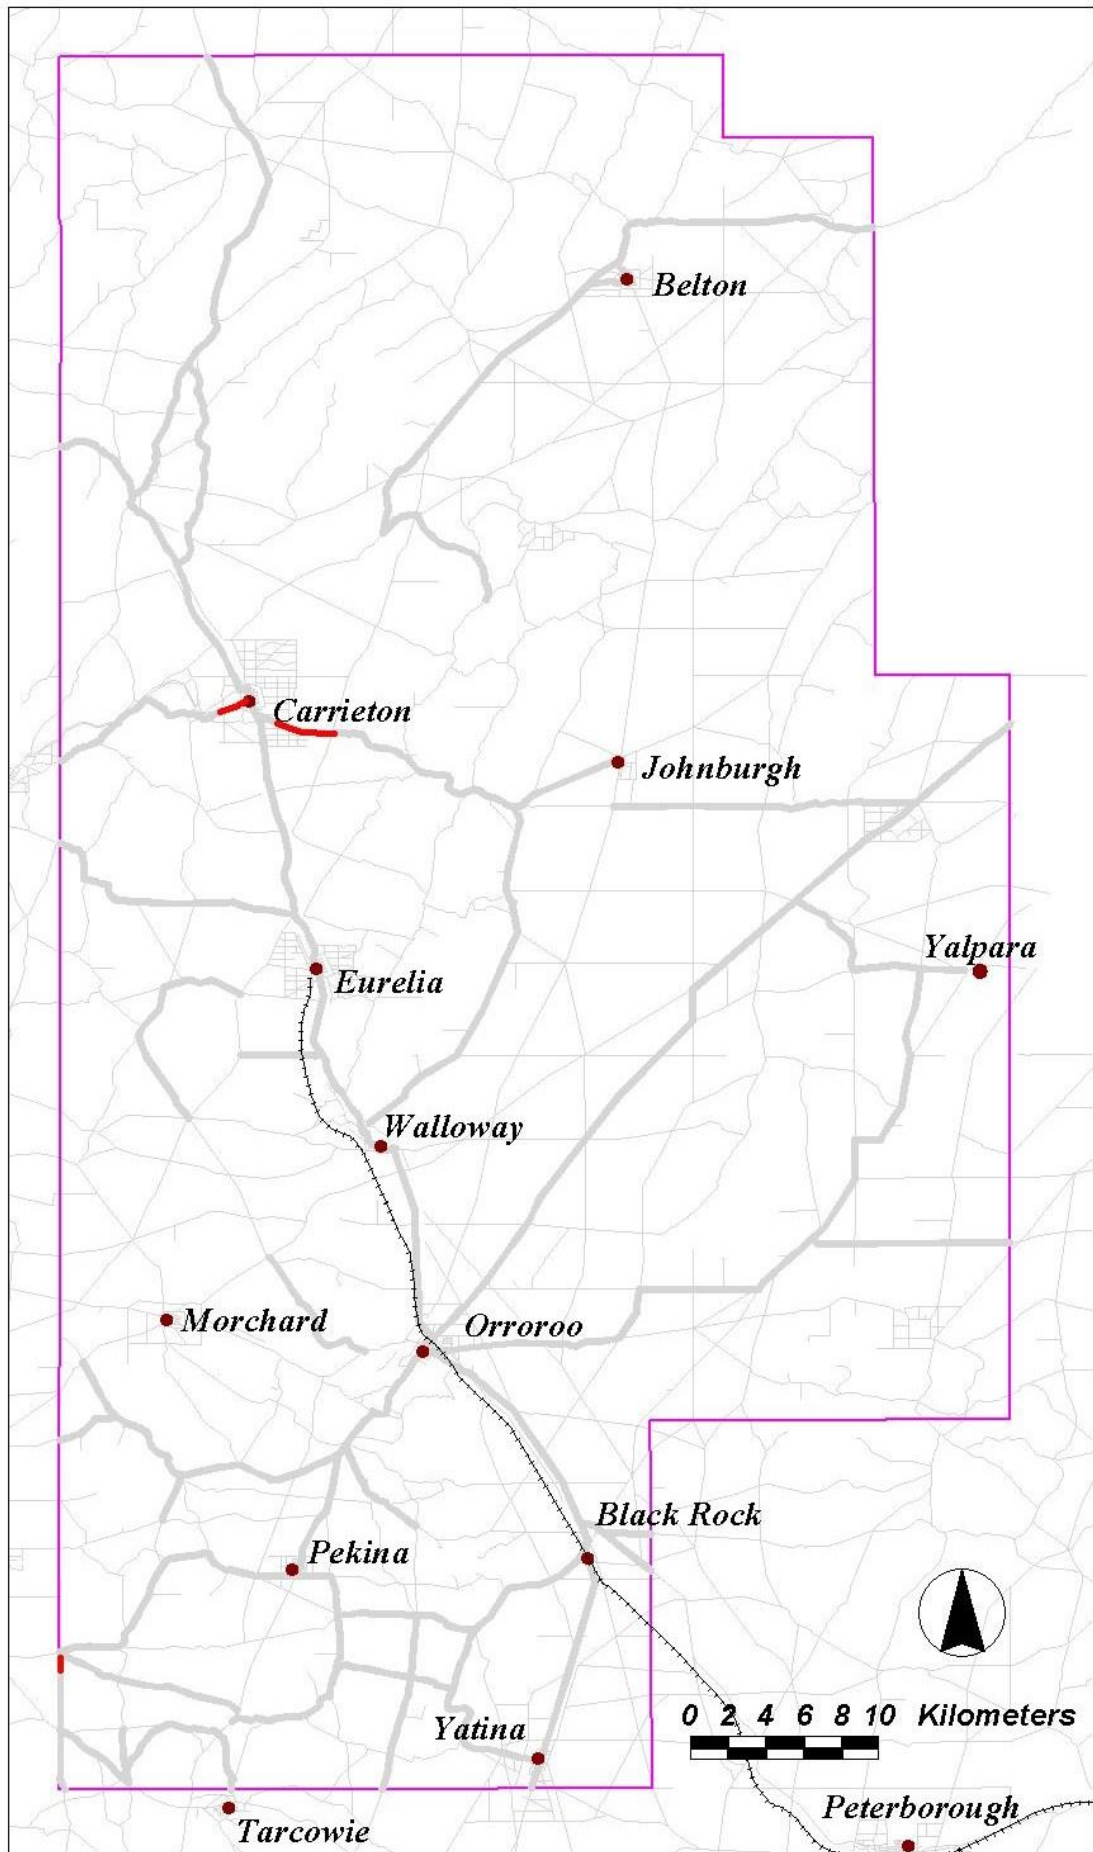 Belton
Carrieton
Johnburgh
Yalpara
Eurelia
Walloway
Morchard
Orroroo
Black Rock
Pekina
0 2 4 6 8 10 Kilometers
Yatina
Peterborough
Tarcowie